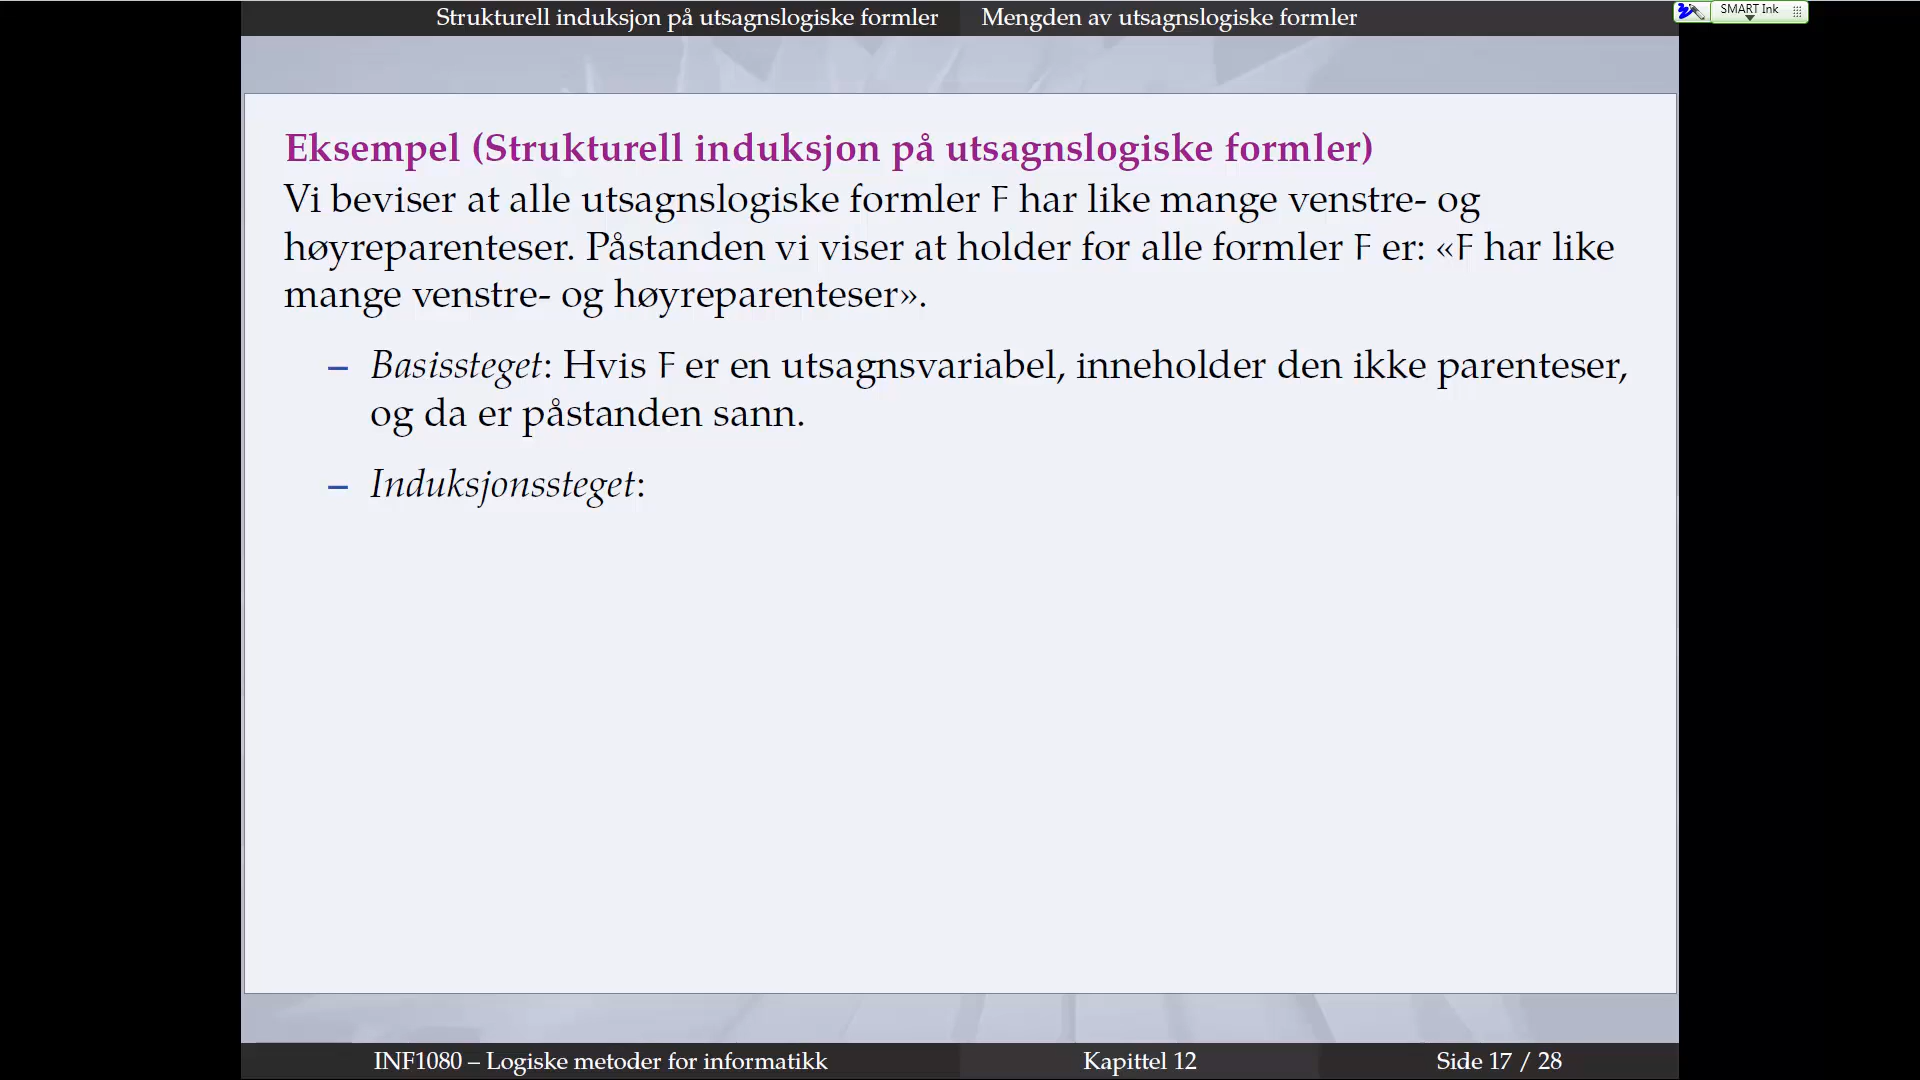 Strukturell induksjon på utsagnslogiske formler Mengden av utsagnslogiske formler
SMART Ink
Eksempel (Strukturell induksjon på utsagnslogiske formler)
Vi beviser at alle utsagnslogiske formler F har like mange venstre- og
høyreparenteser. Påstanden vi viser at holder for alle formler F er: «F har like
mange venstre- og høyreparenteser».
– Basissteget: Hvis F er en utsagnsvariabel, inneholder den ikke parenteser,
og da er påstanden sann.
– Induksjonssteget:
INF1080 – Logiske metoder for informatikk Kapittel 12 Side 17 / 28